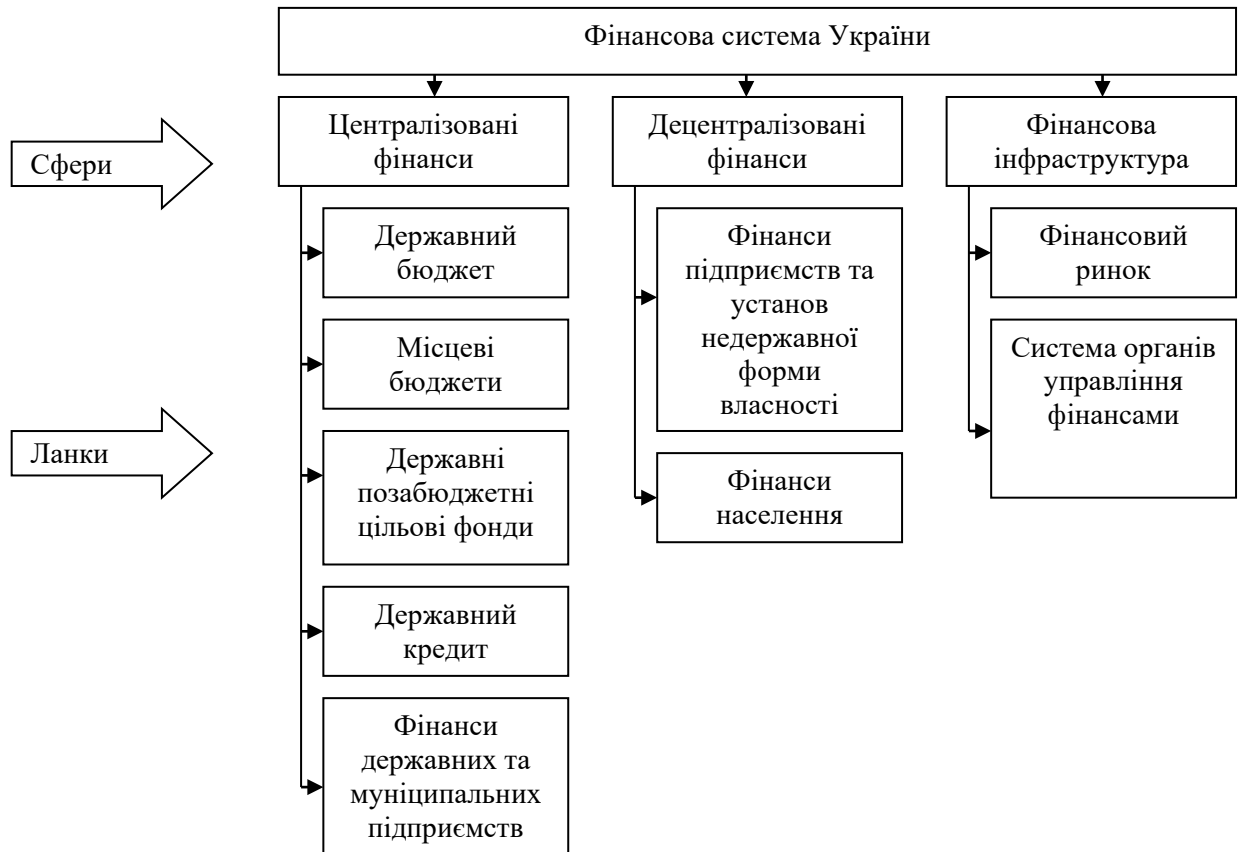 Фінансова система України
Сфери
Централізовані
фінанси
Децентралізовані
фінанси
Фінансова
інфраструктура
Ланки
Державний
бюджет
Місцеві
бюджети
Державні
позабюджетні
цільові фонди
Державний
кредит
Фінанси
державних та
муніципальних
підприємств
Фінанси
підприємств та
установ
недержавної
форми
власності
Фінанси
населення
Фінансовий
ринок
Система органів
управління
фінансами